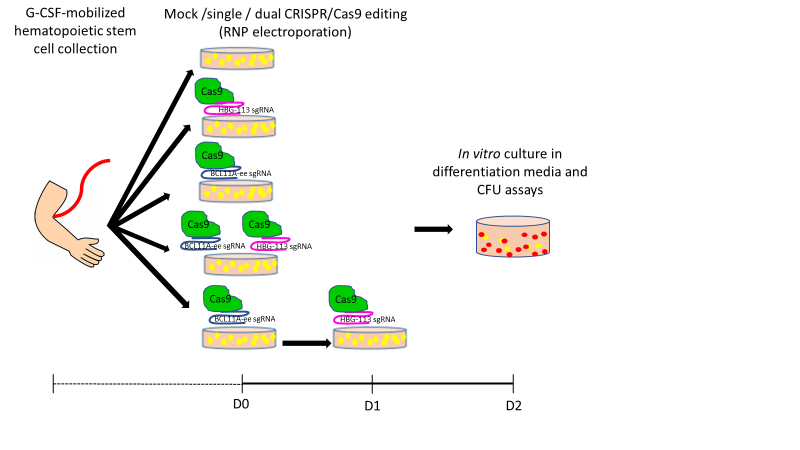 G-CSF-mobilized
hematopoietic stem
cell collection
Mock /single / dual CRISPR/Cas9 editing
(RNP electroporation)
Cas9
HBG-113 sgRNA
Cas9
BCL11A-ee sgRNA
Cas9
Cas9
BCL11A-ee sgRNA
HBG-113 sgRNA
Cas9
BCL11A-ee sgRNA
Cas9
HBG-113 sgRNA
In vitro culture in
differentiation media and
CFU assays
D0
D1
D2